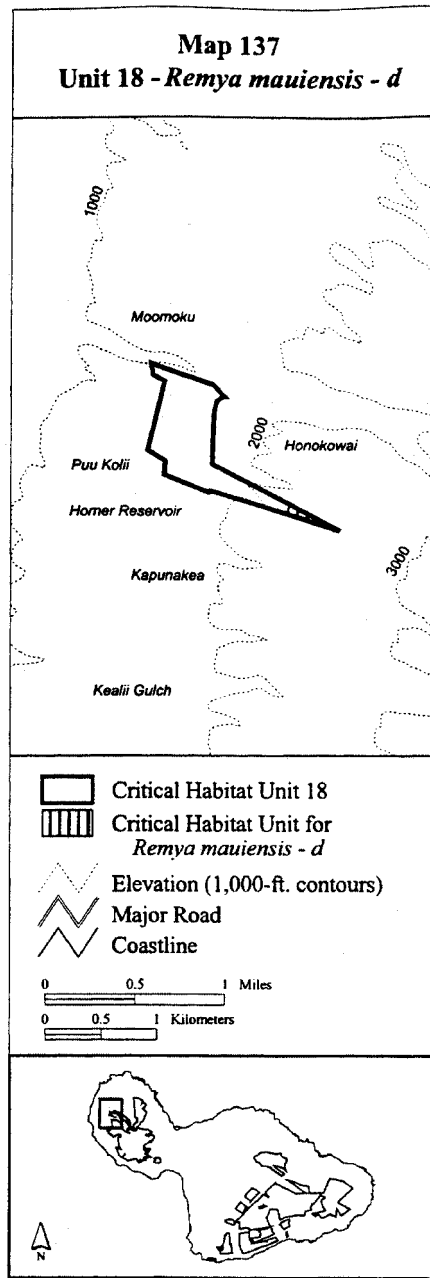 Map 137
Unit 18 - Remya mauiensis - d
1000
Moomoku
2000
Honokowai
Puu Kolii
Horner Reservoir
Kapunakea
3000
Kealii Gulch
Critical Habitat Unit 18
Critical Habitat Unit for
Remya mauiensis - d
Elevation (1,000-ft. contours)
Major Road
Coastline
0 0.5 1 Miles
0 0.5 1 Kilometers
N